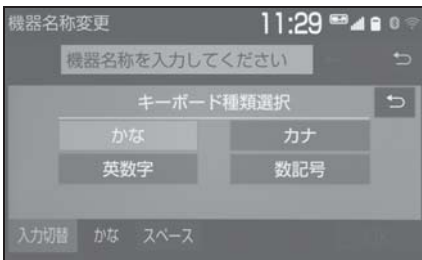 機器名称変更 11:29
機器名称を入力してください
キーボード種類選択
かな カナ
英数字 数記号
入力切替 かな スペース